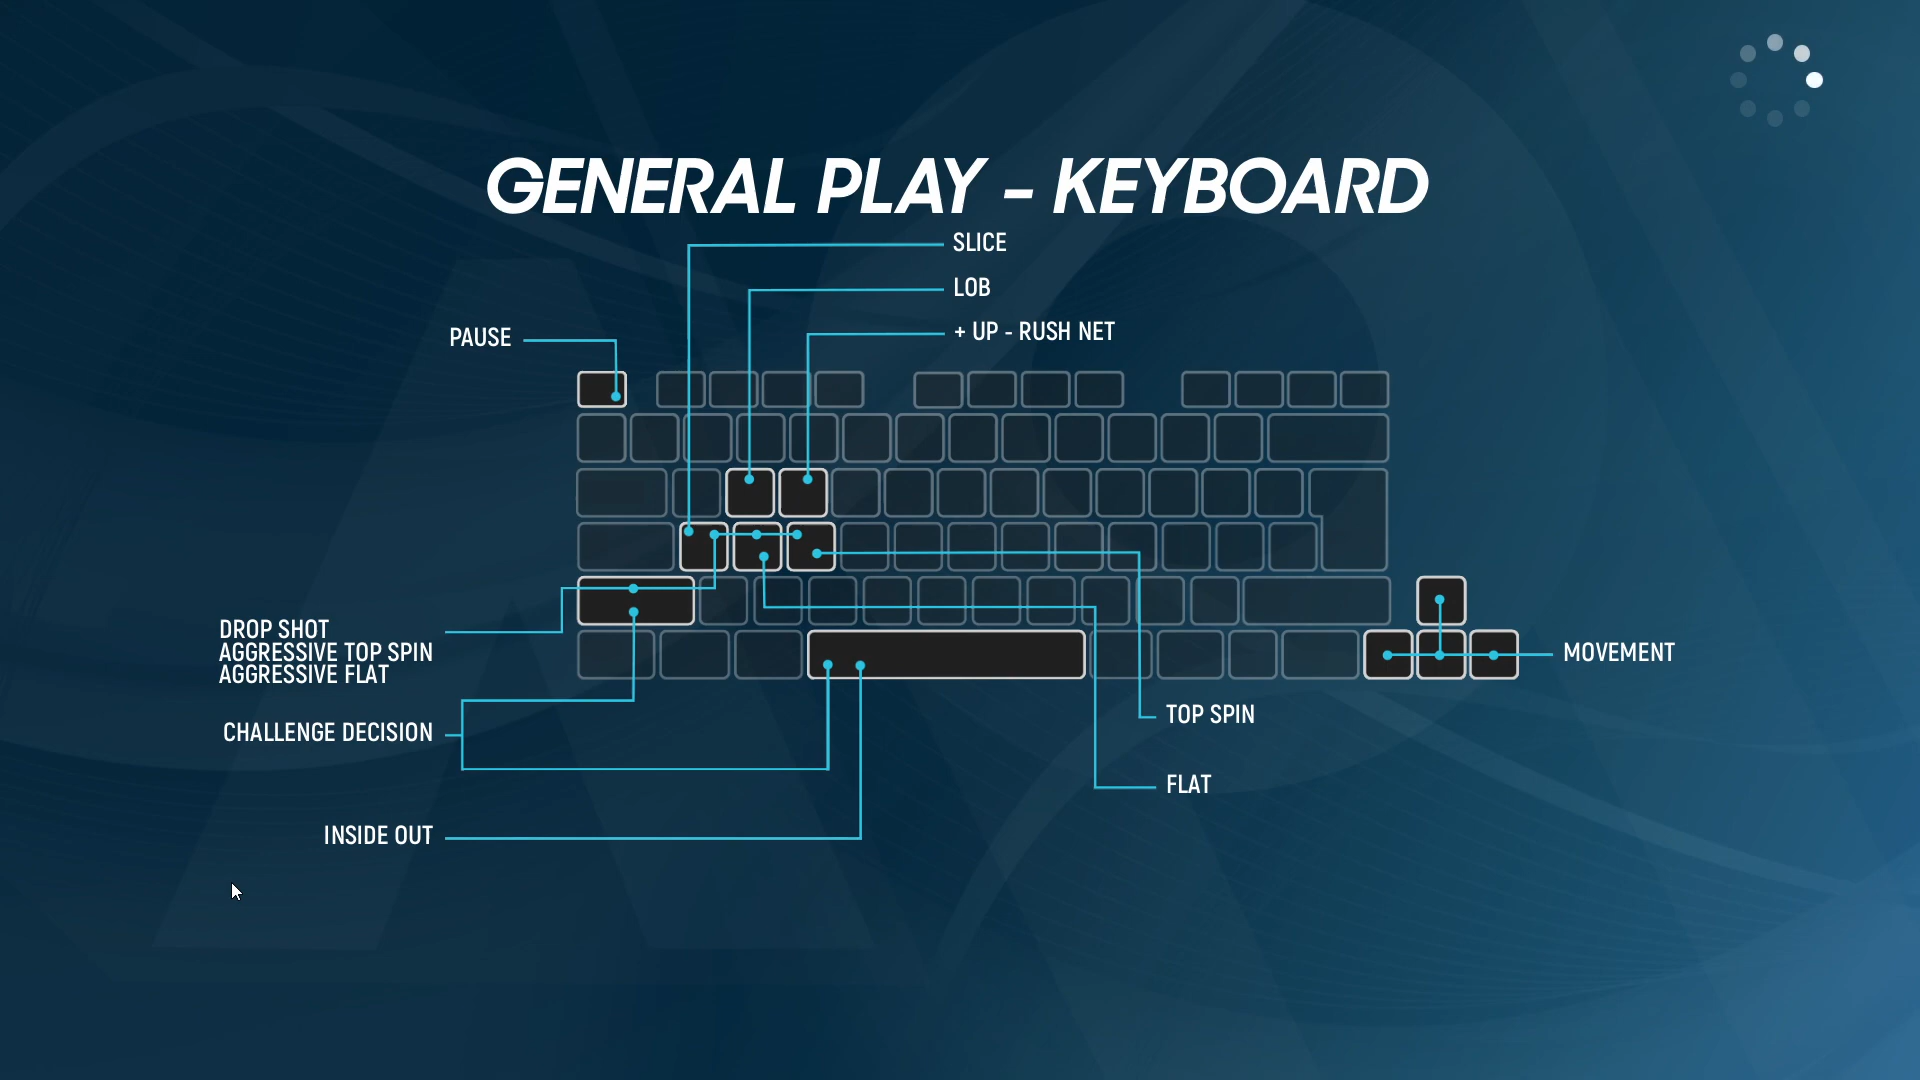 GENERAL PLAY - KEYBOARD
SLICE
LOB
+ UP - RUSH NET
PAUSE
DROP SHOT
AGGRESSIVE TOP SPIN
AGGRESSIVE FLAT
MOVEMENT
TOP SPIN
CHALLENGE DECISION
FLAT
INSIDE OUT